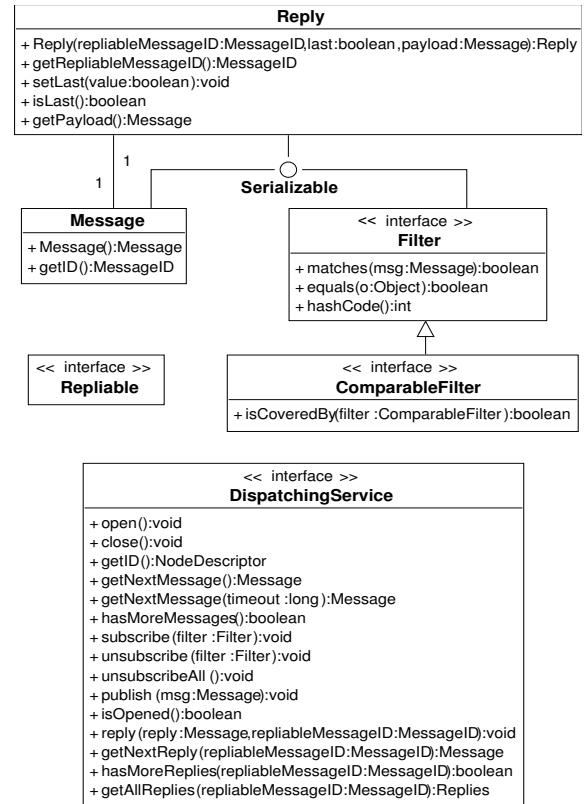 Reply
+ Reply(repliableMessageID:MessageID,last:boolean,payload:Message):Reply
+ getRepliableMessageID():MessageID
+ setLast(value:boolean):void
+ isLast():boolean
+ getPayload():Message
1
1
Serializable
Message
+ Message():Message
+ getID():MessageID
<< interface >>
Filter
+ matches(msg:Message):boolean
+ equals(o:Object):boolean
+ hashCode():int
<< interface >>
Repliable
<< interface >>
ComparableFilter
+ isCoveredBy(filter :ComparableFilter):boolean
<< interface >>
DispatchingService
+ open():void
+ close():void
+ getID():NodeDescriptor
+ getNextMessage():Message
+ getNextMessage(timeout :long):Message
+ hasMoreMessages():boolean
+ subscribe (filter :Filter):void
+ unsubscribe (filter :Filter):void
+ unsubscribeAll ():void
+ publish (msg:Message):void
+ isOpened():boolean
+ reply (reply :Message,repliableMessageID:MessageID):void
+ getNextReply(repliableMessageID:MessageID):Message
+ hasMoreReplies(repliableMessageID:MessageID):boolean
+ getAllReplies(repliableMessageID:MessageID):Replies